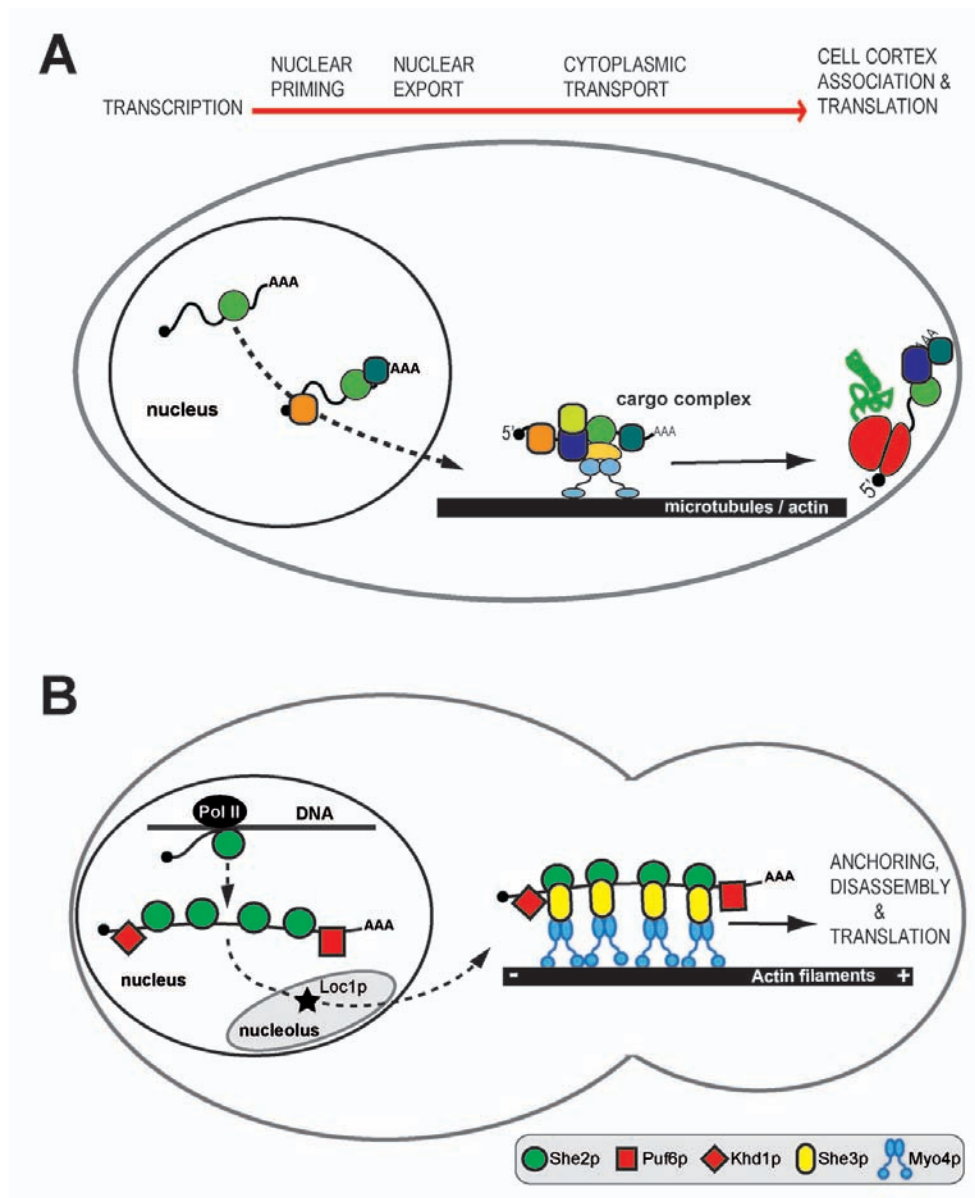 A
TRANSCRIPTION
NUCLEAR
PRIMING
NUCLEAR
EXPORT
CYTOPLASMIC
TRANSPORT
CELL CORTEX
ASSOCIATION &
TRANSLATION
AAA
AAA
nucleus
cargo complex
5'
AAA
microtubules / actin
AAA
5'
B
Pol II
DNA
AAA
nucleus
Loc1p
nucleolus
AAA
- Actin filaments +
ANCHORING,
DISASSEMBLY
&
TRANSLATION
She2p Puf6p Khd1p She3p Myo4p